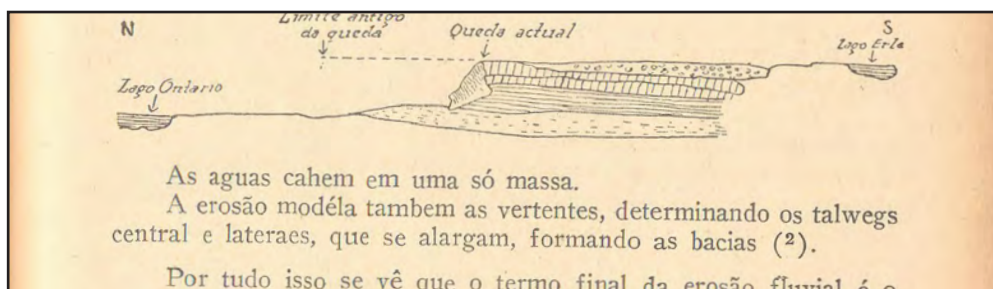 N
Limite antigo
da queda
Queda actual
S
Lago Erie
Lago Ontario
As aguas cahem em uma só massa.
A erosão modéla tambem as vertentes, determinando os talwegs
central e lateraes, que se alargam, formando as bacias (²).
Por tudo isso se vê que o termo final da erosão fluvial é o